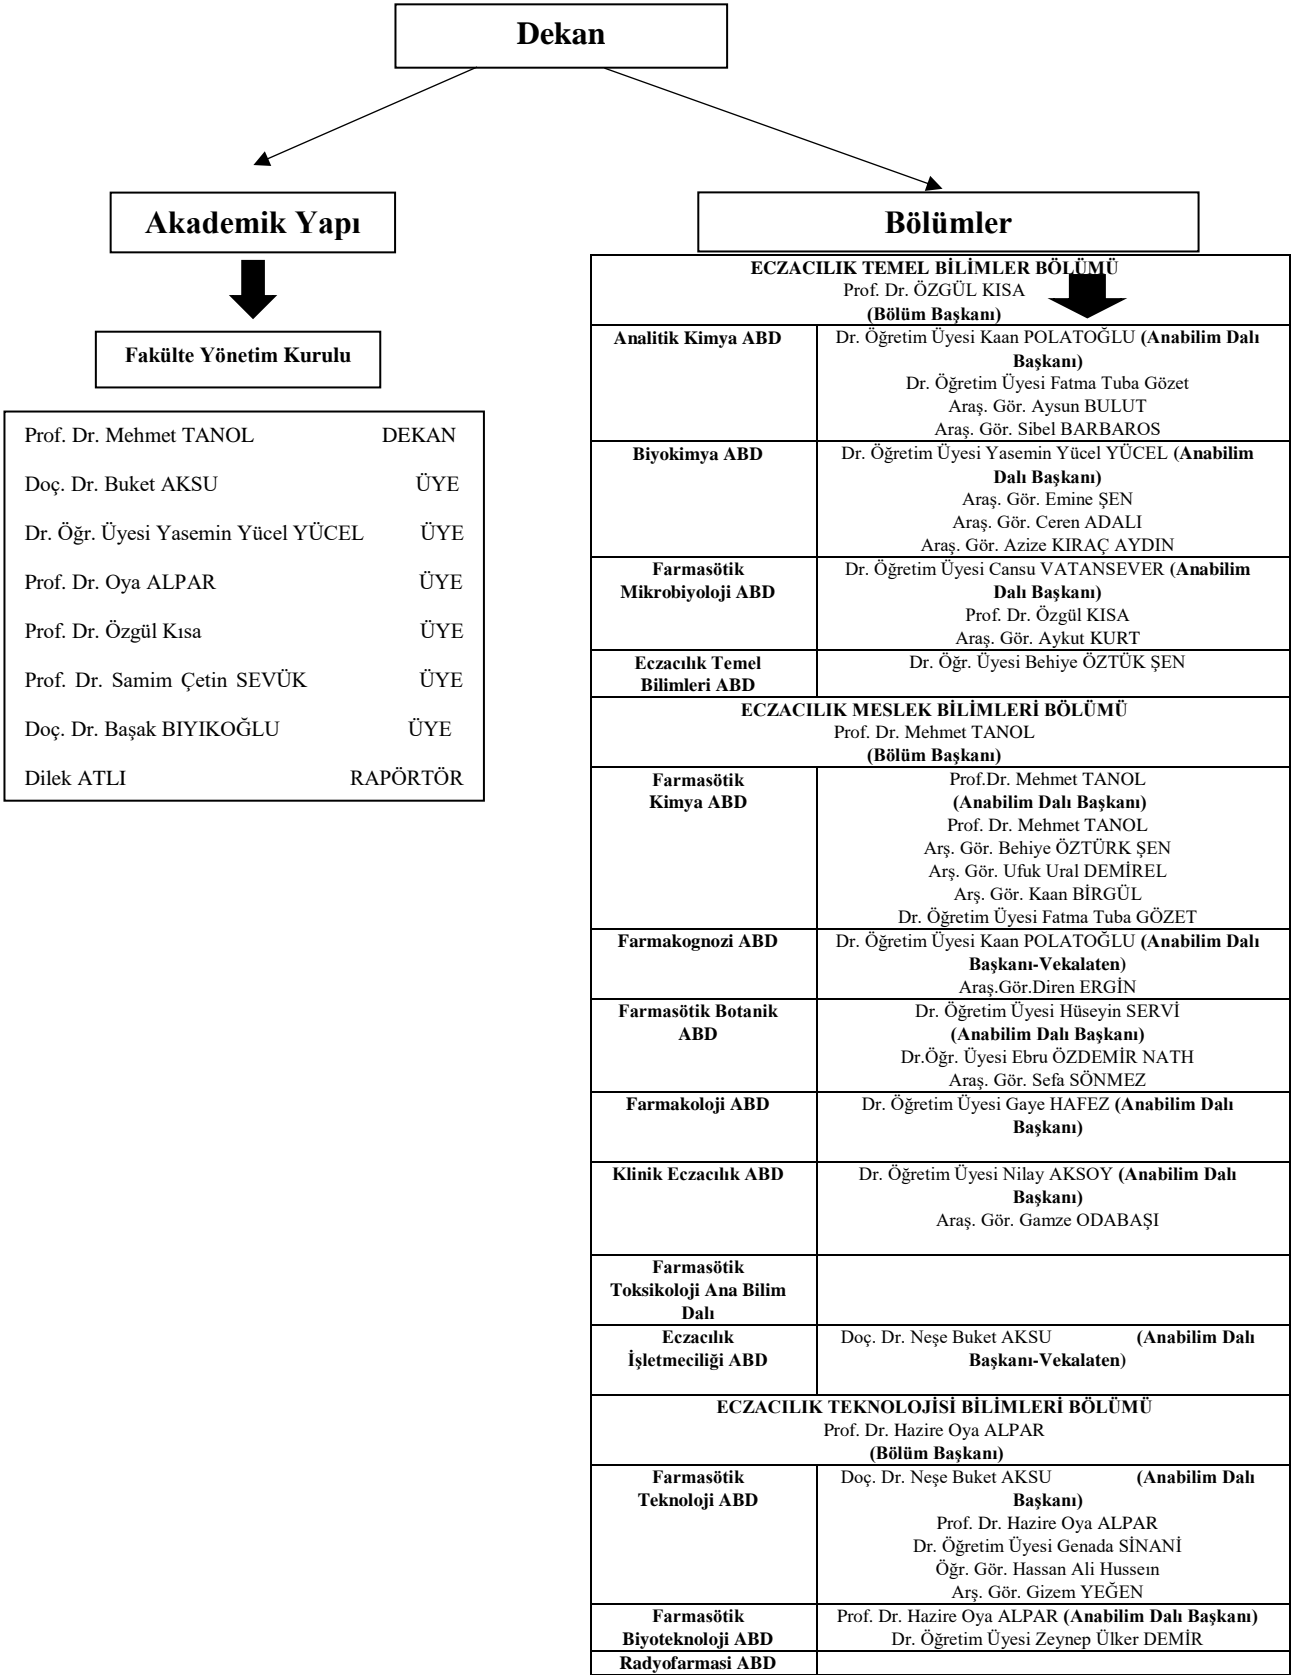 Dekan
Akademik Yapı
Fakülte Yönetim Kurulu
Prof. Dr. Mehmet TANOL DEKAN
Doç. Dr. Buket AKSU ÜYE
Dr. Öğr. Üyesi Yasemin Yücel YÜCEL ÜYE
Prof. Dr. Oya ALPAR ÜYE
Prof. Dr. Özgül Kısa ÜYE
Prof. Dr. Samim Çetin SEVÜK ÜYE
Doç. Dr. Başak BIYIKOĞLU ÜYE
Dilek ATLI RAPÖRTÖR
Bölümler
ECZACILIK TEMEL BİLİMLER BÖLÜMÜ
Prof. Dr. ÖZGÜL KISA
(Bölüm Başkanı)
Analitik Kimya ABD
Dr. Öğretim Üyesi Kaan POLATOĞLU (Anabilim Dalı
Başkanı)
Dr. Öğretim Üyesi Fatma Tuba Gözet
Araş. Gör. Aysun BULUT
Araş. Gör. Sibel BARBAROS
Biyokimya ABD
Dr. Öğretim Üyesi Yasemin Yücel YÜCEL (Anabilim
Dalı Başkanı)
Araş. Gör. Emine ŞEN
Araş. Gör. Ceren ADALI
Araş. Gör. Azize KIRAÇ AYDIN
Farmasötik
Mikrobiyoloji ABD
Dr. Öğretim Üyesi Cansu VATANSEVER (Anabilim
Dalı Başkanı)
Prof. Dr. Özgül KISA
Araş. Gör. Aykut KURT
Eczacılık Temel
Bilimleri ABD
Dr. Öğr. Üyesi Behiye ÖZTÜK ŞEN
ECZACILIK MESLEK BİLİMLERİ BÖLÜMÜ
Prof. Dr. Mehmet TANOL
(Bölüm Başkanı)
Farmasötik
Kimya ABD
Prof.Dr. Mehmet TANOL
(Anabilim Dalı Başkanı)
Prof. Dr. Mehmet TANOL
Arş. Gör. Behiye ÖZTÜRK ŞEN
Arş. Gör. Ufuk Ural DEMİREL
Arş. Gör. Kaan BİRGÜL
Dr. Öğretim Üyesi Fatma Tuba GÖZET
Farmakognozi ABD
Dr. Öğretim Üyesi Kaan POLATOĞLU (Anabilim Dalı
Başkanı-Vekalaten)
Araş.Gör.Diren ERGİN
Farmasötik Botanik
ABD
Dr. Öğretim Üyesi Hüseyin SERVİ
(Anabilim Dalı Başkanı)
Dr.Öğr. Üyesi Ebru ÖZDEMİR NATH
Araş. Gör. Sefa SÖNMEZ
Farmakoloji ABD
Dr. Öğretim Üyesi Gaye HAFEZ (Anabilim Dalı
Başkanı)
Klinik Eczacılık ABD
Dr. Öğretim Üyesi Nilay AKSOY (Anabilim Dalı
Başkanı)
Araş. Gör. Gamze ODABAŞI
Farmasötik
Toksikoloji Ana Bilim
Dalı
Eczacılık
İşletmeciliği ABD
Doç. Dr. Neşe Buket AKSU (Anabilim Dalı
Başkanı-Vekalaten)
ECZACILIK TEKNOLOJİSİ BİLİMLERİ BÖLÜMÜ
Prof. Dr. Hazire Oya ALPAR
(Bölüm Başkanı)
Farmasötik
Teknoloji ABD
Doç. Dr. Neşe Buket AKSU (Anabilim Dalı
Başkanı)
Prof. Dr. Hazire Oya ALPAR
Dr. Öğretim Üyesi Genada SİNANİ
Öğr. Gör. Hassan Ali Husseın
Arş. Gör. Gizem YEĞEN
Farmasötik
Biyoteknoloji ABD
Prof. Dr. Hazire Oya ALPAR (Anabilim Dalı Başkanı)
Dr. Öğretim Üyesi Zeynep Ülker DEMİR
Radyofarmasi ABD